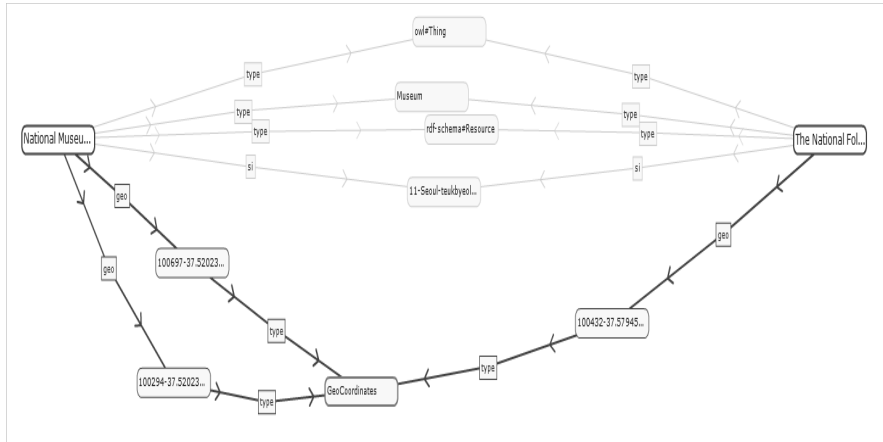 owl#Thing
type
type
Museum
type
type
National Museu...
type
rdf-schema#Resource
type
The National Fol...
si
si
11-Seoul-teukbyeol...
geo
geo
100697-37.52023...
geo
100432-37.57945...
type
type
100294-37.52023...
GeoCoordinates
type